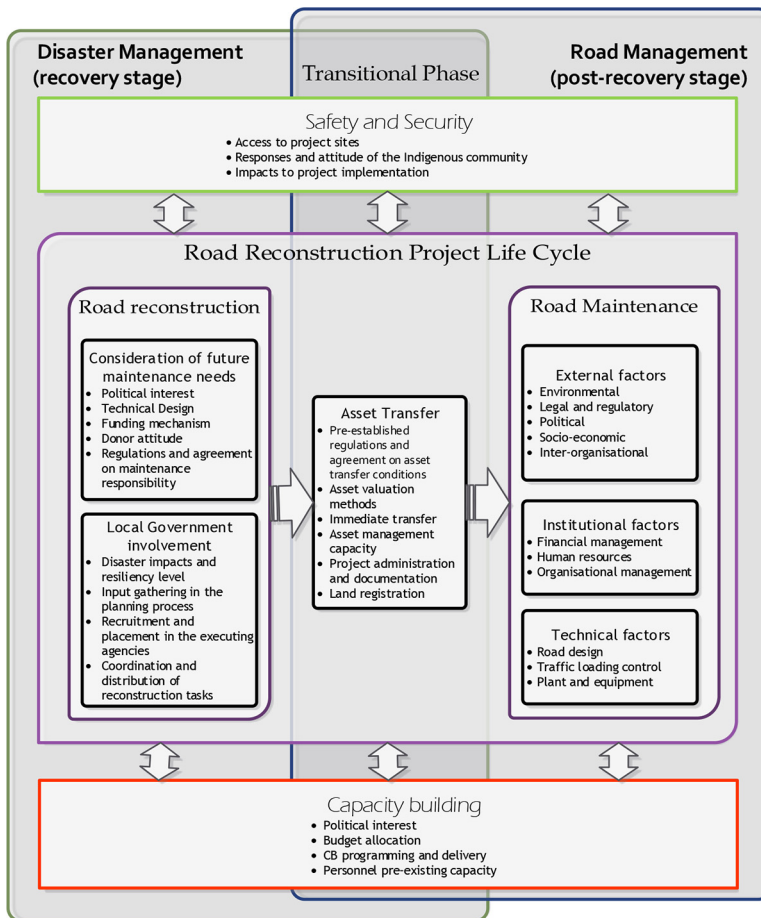 Disaster Management
(recovery stage)
Transitional Phase
Road Management
(post-recovery stage)
Safety and Security
• Access to project sites
• Responses and attitude of the Indigenous community
• Impacts to project implementation
Road Reconstruction Project Life Cycle
Road reconstruction
Consideration of future
maintenance needs
• Political interest
• Technical Design
• Funding mechanism
• Donor attitude
• Regulations and agreement
on maintenance
responsibility
Local Government
involvement
• Disaster impacts and
resiliency level
• Input gathering in the
planning process
• Recruitment and
placement in the executing
agencies
• Coordination and
distribution of
reconstruction tasks
Asset Transfer
• Pre-established
regulations and
agreement on asset
transfer conditions
• Asset valuation
methods
• Immediate transfer
• Asset management
capacity
• Project administration
and documentation
• Land registration
Road Maintenance
External factors
• Environmental
• Legal and regulatory
• Political
• Socio-economic
• Inter-organisational
Institutional factors
• Financial management
• Human resources
• Organisational management
Technical factors
• Road design
• Traffic loading control
• Plant and equipment
Capacity building
• Political interest
• Budget allocation
• CB programming and delivery
• Personnel pre-existing capacity